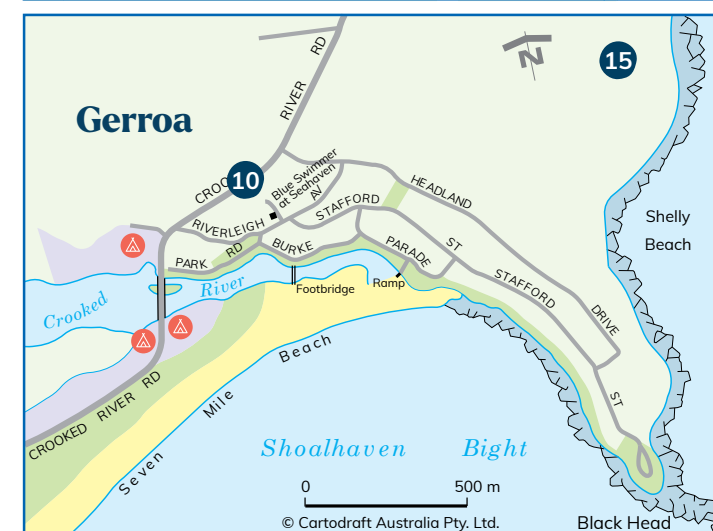 Gerroa
N
15
10
CROOKED RIVER RD
Blue Swimmer
at Seahaven
RIVERLEIGH AV
STAFFORD ST
HEADLAND DRIVE
PARK RD
BURKE PARADE
STAFFORD ST
Shelly
Beach
Crooked River
Footbridge
Ramp
CROOKED RIVER RD
Seven Mile Beach
Shoalhaven Bight
0 500 m
© Cartodraft Australia Pty. Ltd.
Black Head